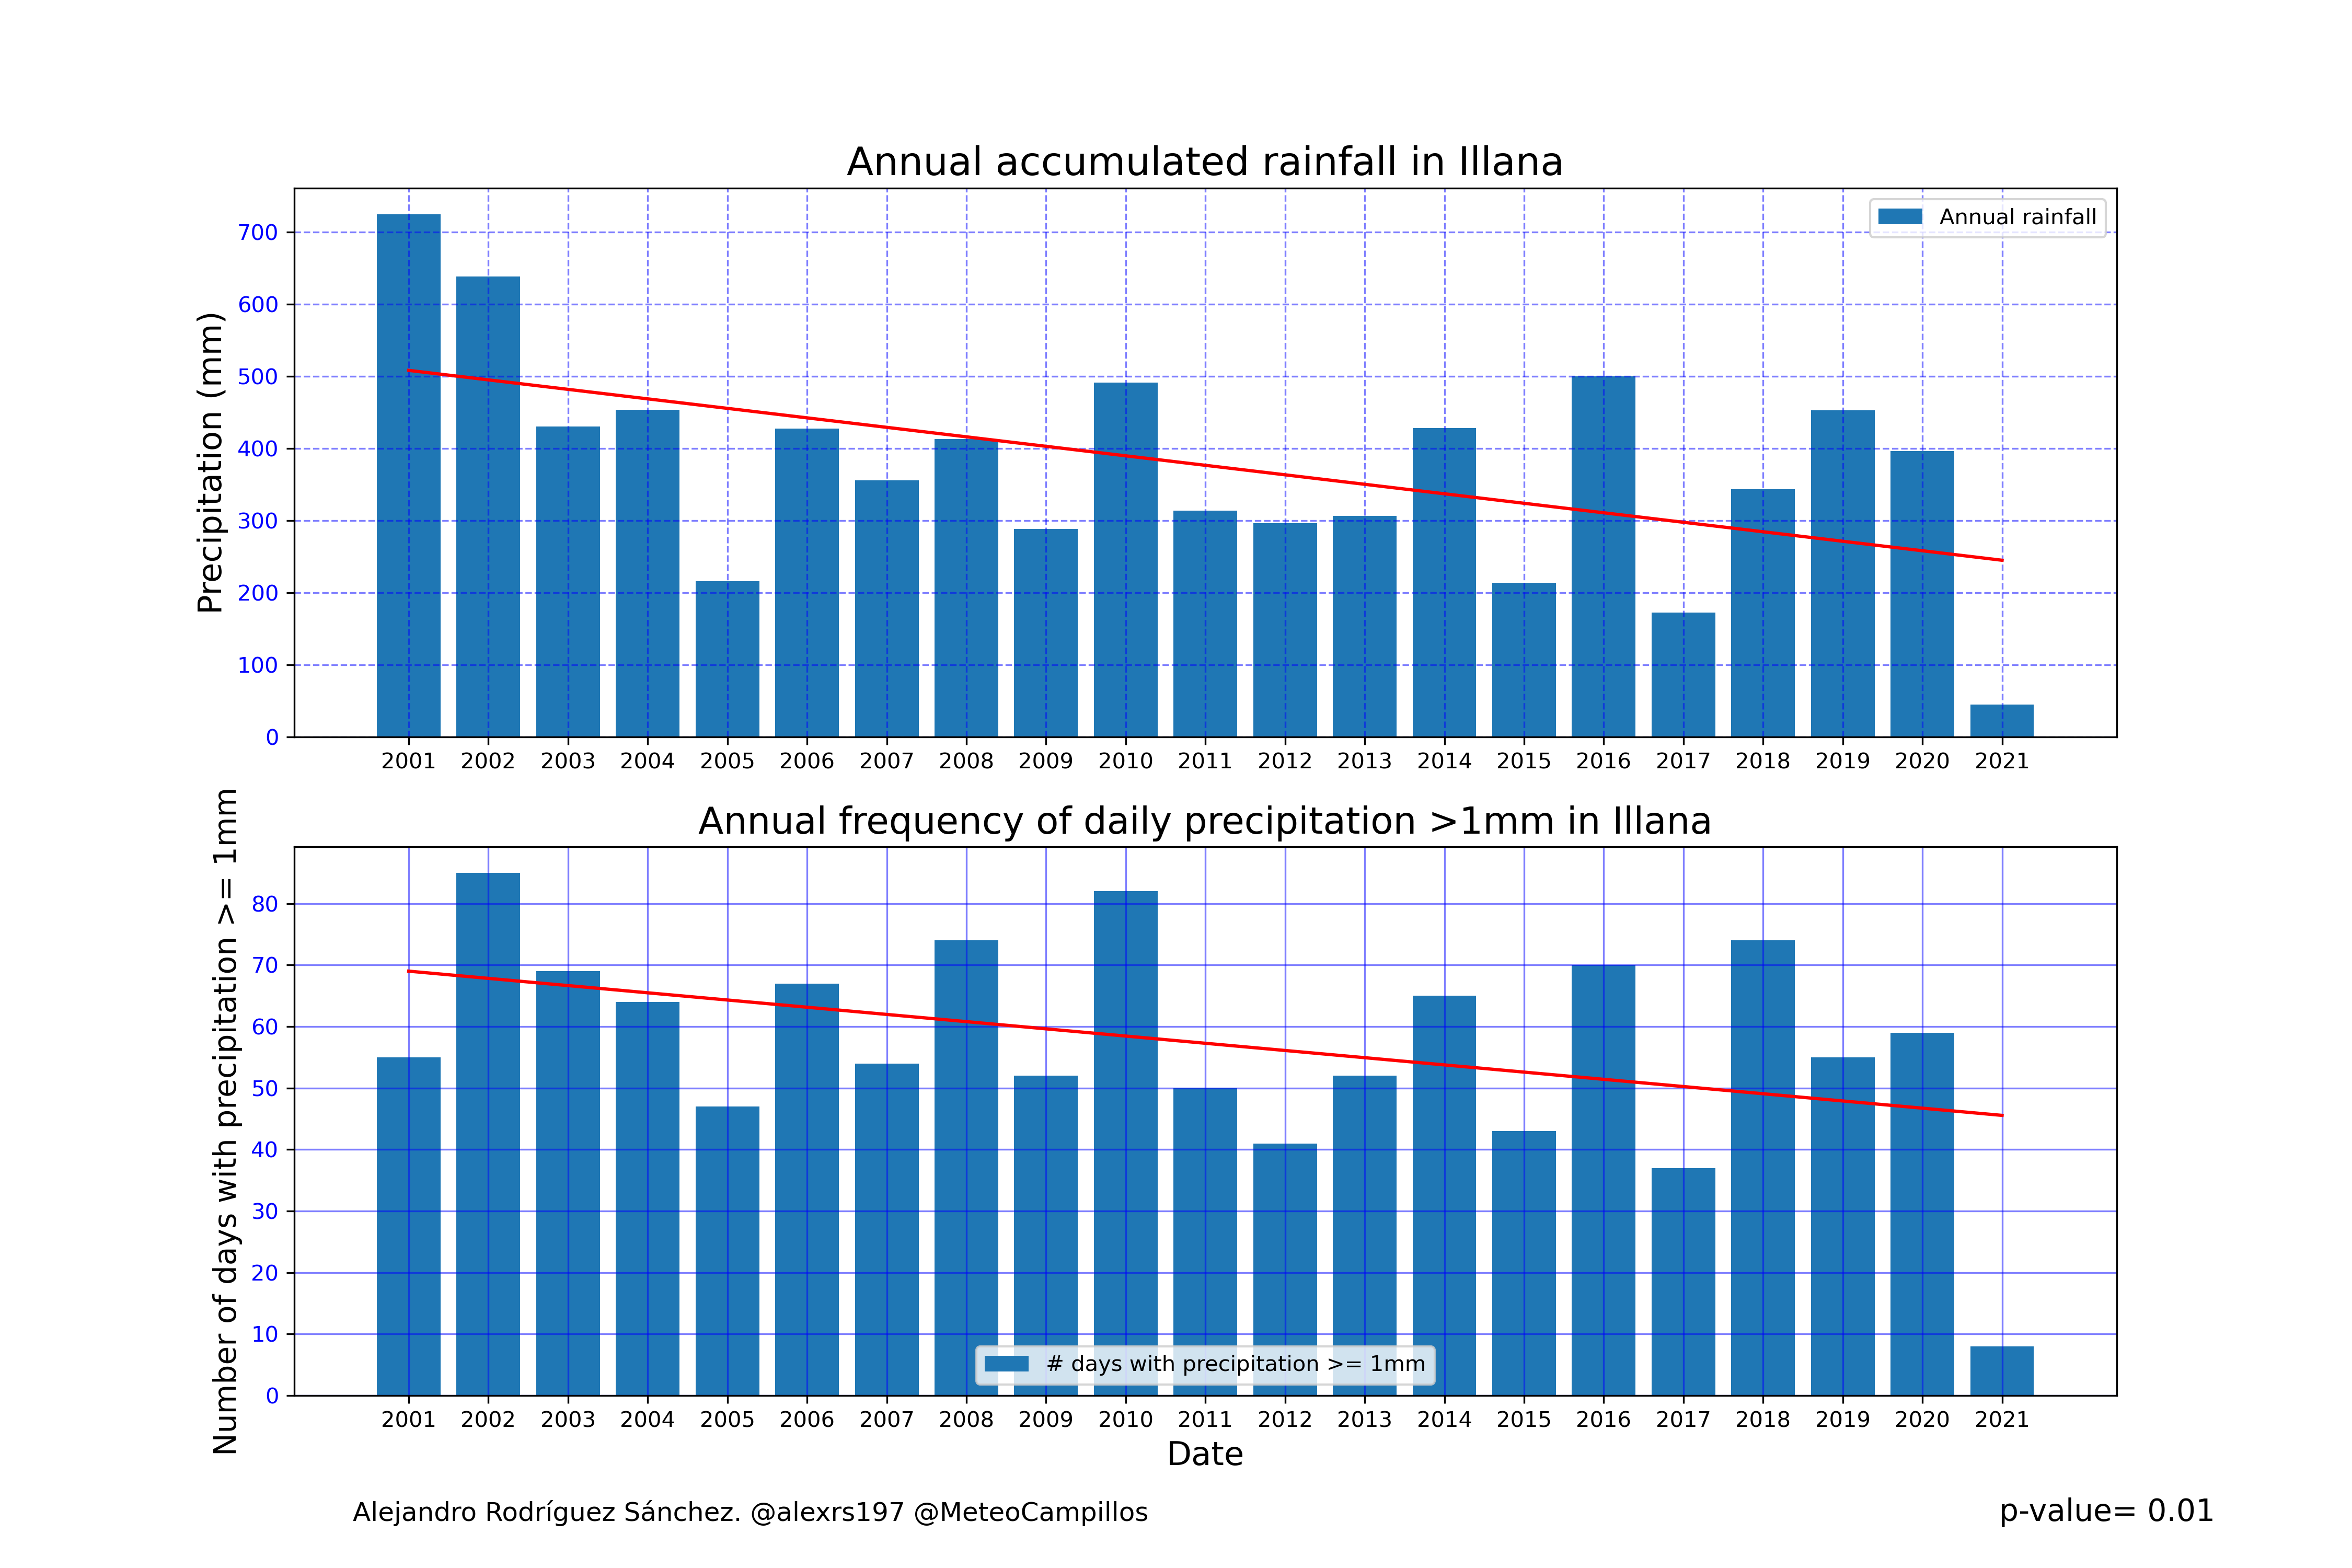 Annual accumulated rainfall in Illana
Precipitation (mm)
700
600
500
400
300
200
100
0
Annual rainfall
2001 2002 2003 2004 2005 2006 2007 2008 2009 2010 2011 2012 2013 2014 2015 2016 2017 2018 2019 2020 2021
Annual frequency of daily precipitation >1mm in Illana
Number of days with precipitation >= 1mm
80
70
60
50
40
30
20
10
0
# days with precipitation >= 1mm
2001 2002 2003 2004 2005 2006 2007 2008 2009 2010 2011 2012 2013 2014 2015 2016 2017 2018 2019 2020 2021
Date
Alejandro Rodríguez Sánchez. @alexrs197 @MeteoCampillos
p-value= 0.01